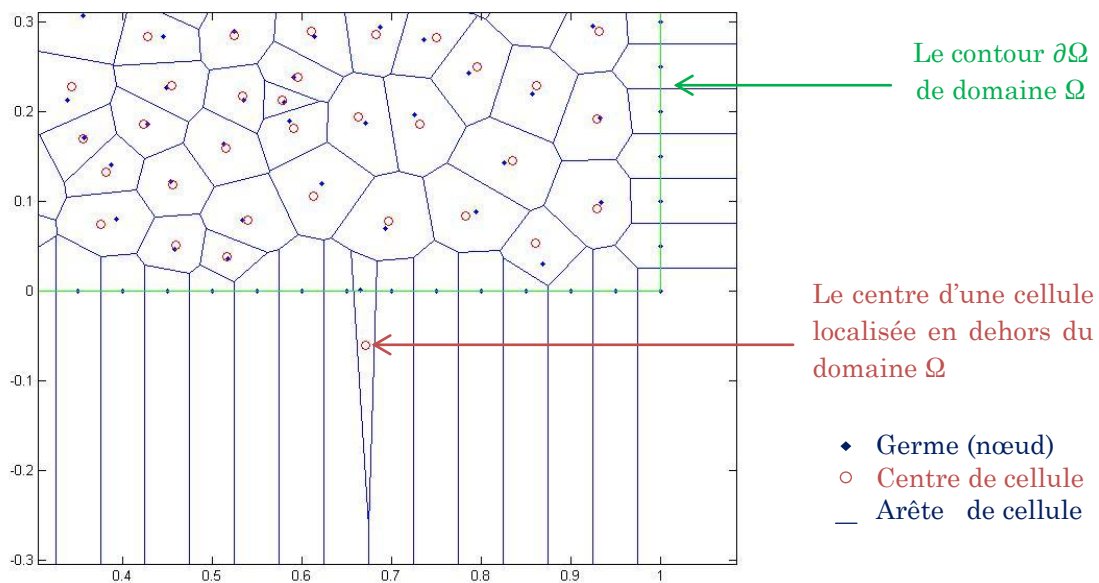 0.3
0.2
0.1
0
-0.1
-0.2
-0.3
0.4
0.5
0.6
0.7
0.8
0.9
1
Le contour ∂Ω
de domaine Ω
Le centre d'une cellule
localisée en dehors du
domaine Ω
Germe (nœud)
Centre de cellule
Arête de cellule